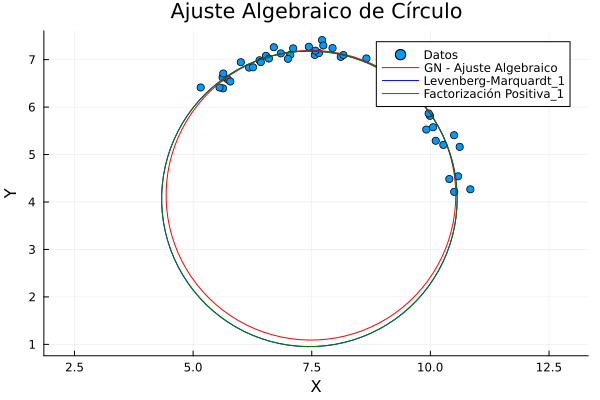 Ajuste Algebraico de Círculo
Datos
GN - Ajuste Algebraico
Levenberg-Marquardt_1
Factorización Positiva_1
Y
7
6
5
4
3
2
1
2.5
5.0
7.5
10.0
12.5
X